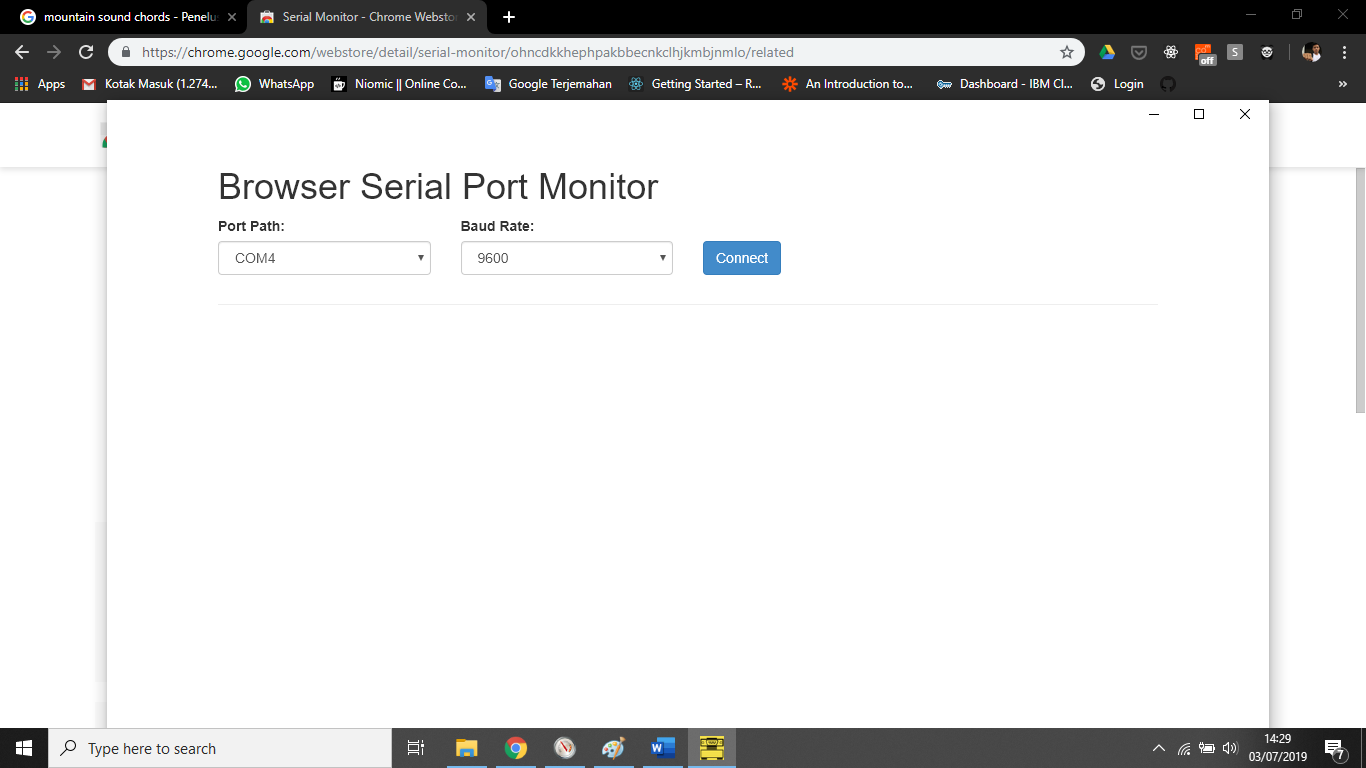 mountain sound chords - Penelu
Serial Monitor - Chrome Webstor
https://chrome.google.com/webstore/detail/serial-monitor/ohncdkkhephpakbbecnkclhjkmbjnmlo/related
off
S
Apps
Kotak Masuk (1.274...
WhatsApp
Niomic || Online Co...
Google Terjemahan
Getting Started – R...
An Introduction to...
Dashboard - IBM Cl...
Login
»
Browser Serial Port Monitor
Port Path:
Baud Rate:
COM4
9600
Connect
Type here to search
14:29
03/07/2019
7